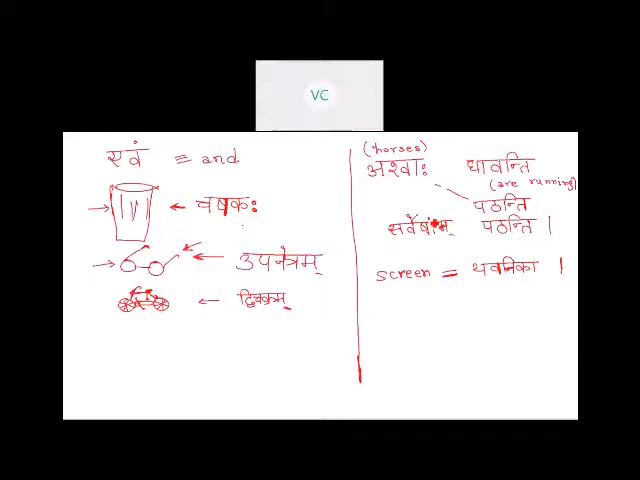 VC
एवं = and
← चषकः
← उपनेत्रम्
← द्विचक्रम्
(horses)
अश्वाः धावन्ति
(are running)
पठन्ति
सर्वेषाम् पठन्ति |
screen = यवनिका |